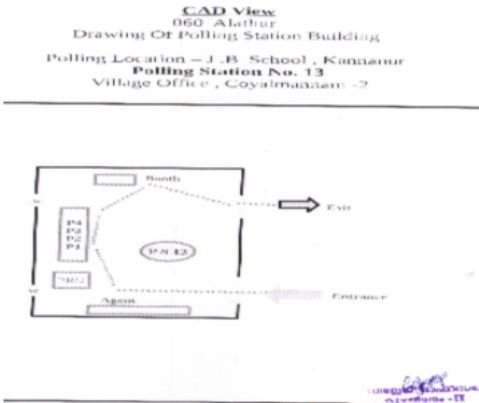 CAD View
060 Alathur
Drawing Of Polling Station Building
Polling Location – J .B School , Kannanur
Polling Station No. 13
Village Office , Coyalmannam -2
Booth
W
Exit
P4
P3
P2
P1
P.S 13
W
Agent
Entrance